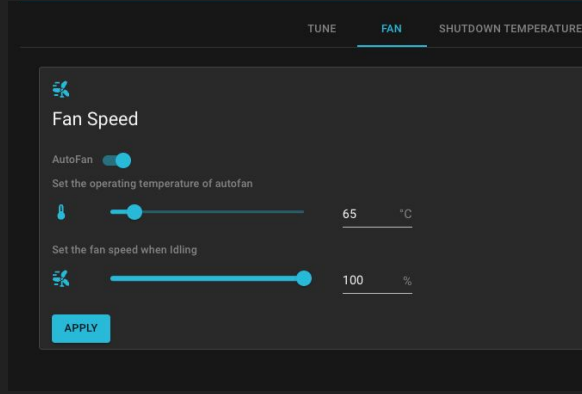 TUNE FAN SHUTDOWN TEMPERATURE
Fan Speed
AutoFan
Set the operating temperature of autofan
65 °C
Set the fan speed when Idling
100 %
APPLY